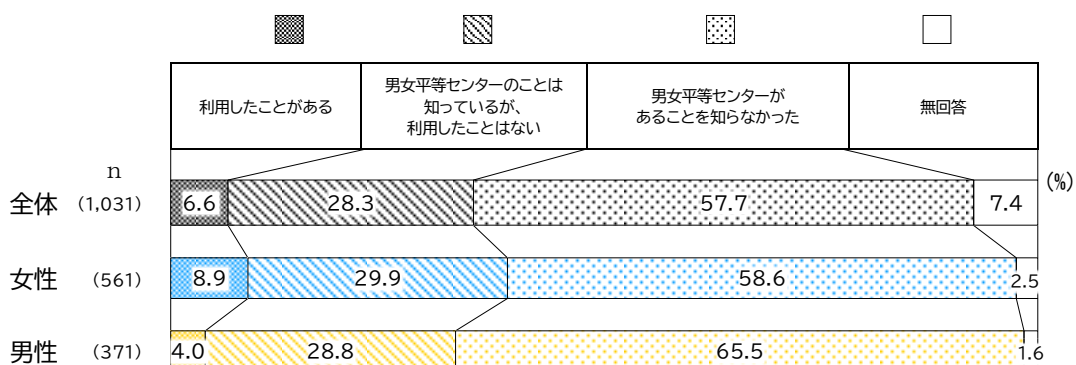 利用したことがある
男女平等センターのことは
知っているが、
利用したことはない
男女平等センターが
あることを知らなかった
無回答
n
(%)
全体 (1,031) 6.6 28.3 57.7 7.4
女性 (561) 8.9 29.9 58.6 2.5
男性 (371) 4.0 28.8 65.5 1.6